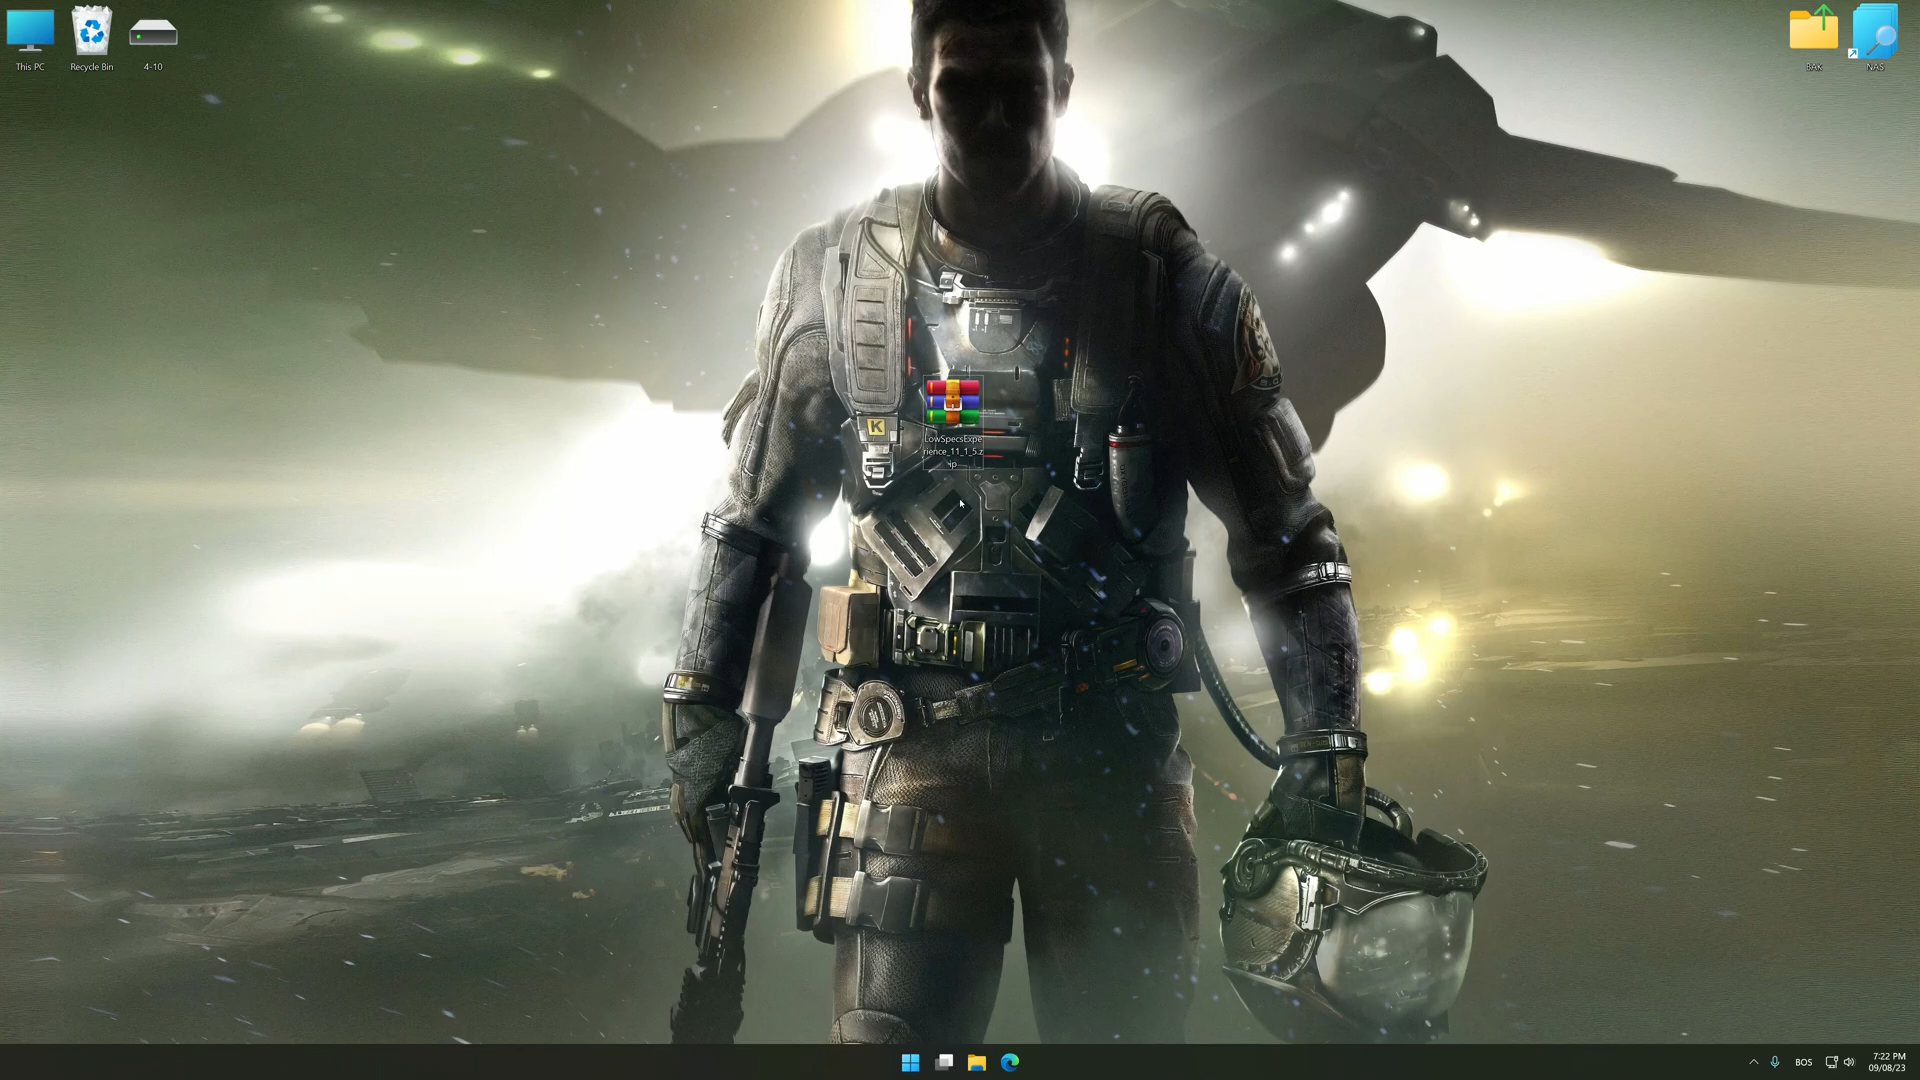 This PC
Recycle Bin
4-10
BAK
NAS
K
LowSpecsExpe
rience_11_1_5.z
ip
BOS
7:22 PM
09/08/23